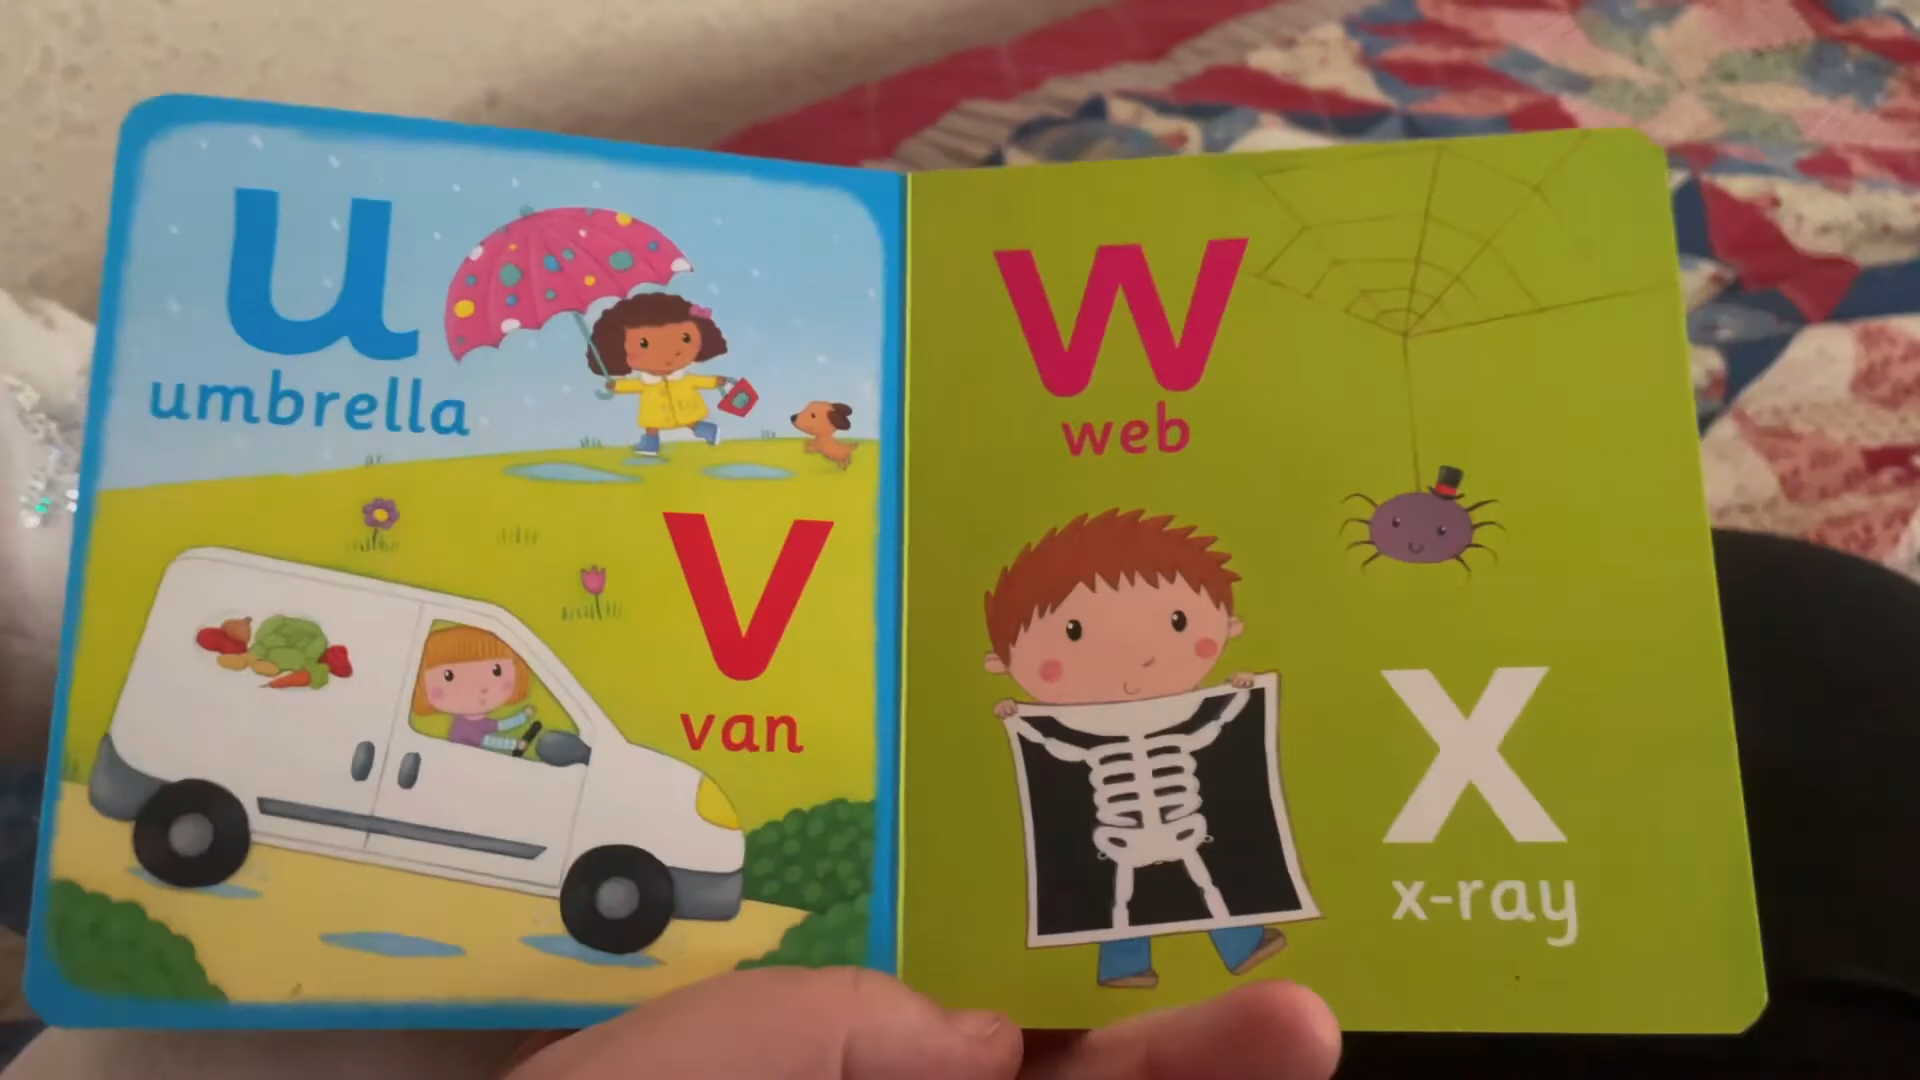 u
umbrella
v
van
w
web
x
x-ray